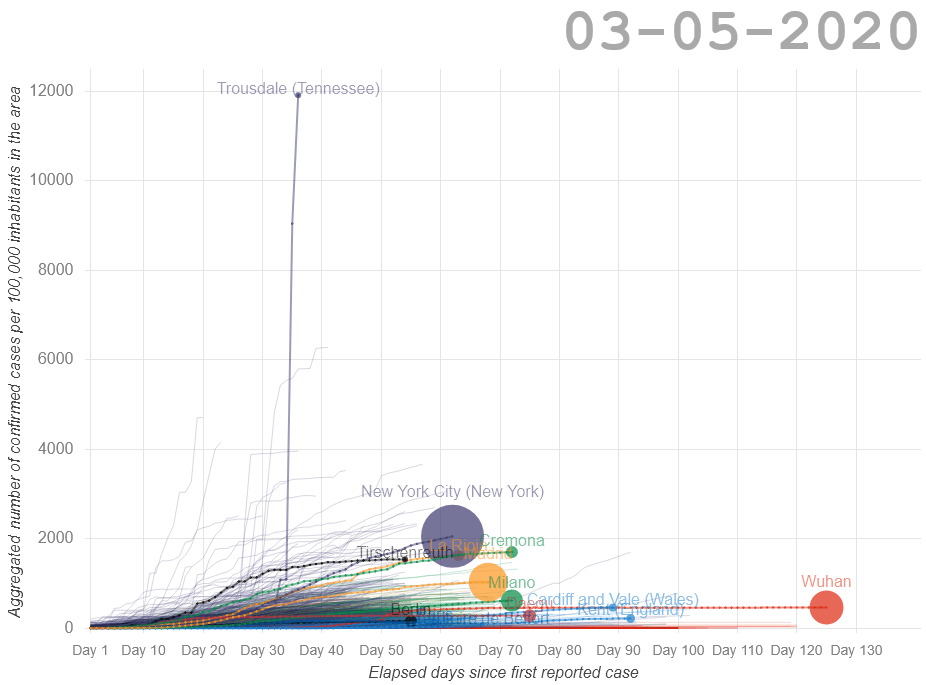 03-05-2020
Aggregated number of confirmed cases per 100,000 inhabitants in the area
12000
10000
8000
6000
4000
2000
0
Trousdale (Tennessee)
New York City (New York)
Cremona
La Rioja
Tirschenreuth
Milano
Wuhan
Cardiff and Vale (Wales)
Kent (England)
Berlin
Day 1
Day 10
Day 20
Day 30
Day 40
Day 50
Day 60
Day 70
Day 80
Day 90
Day 100
Day 110
Day 120
Day 130
Elapsed days since first reported case